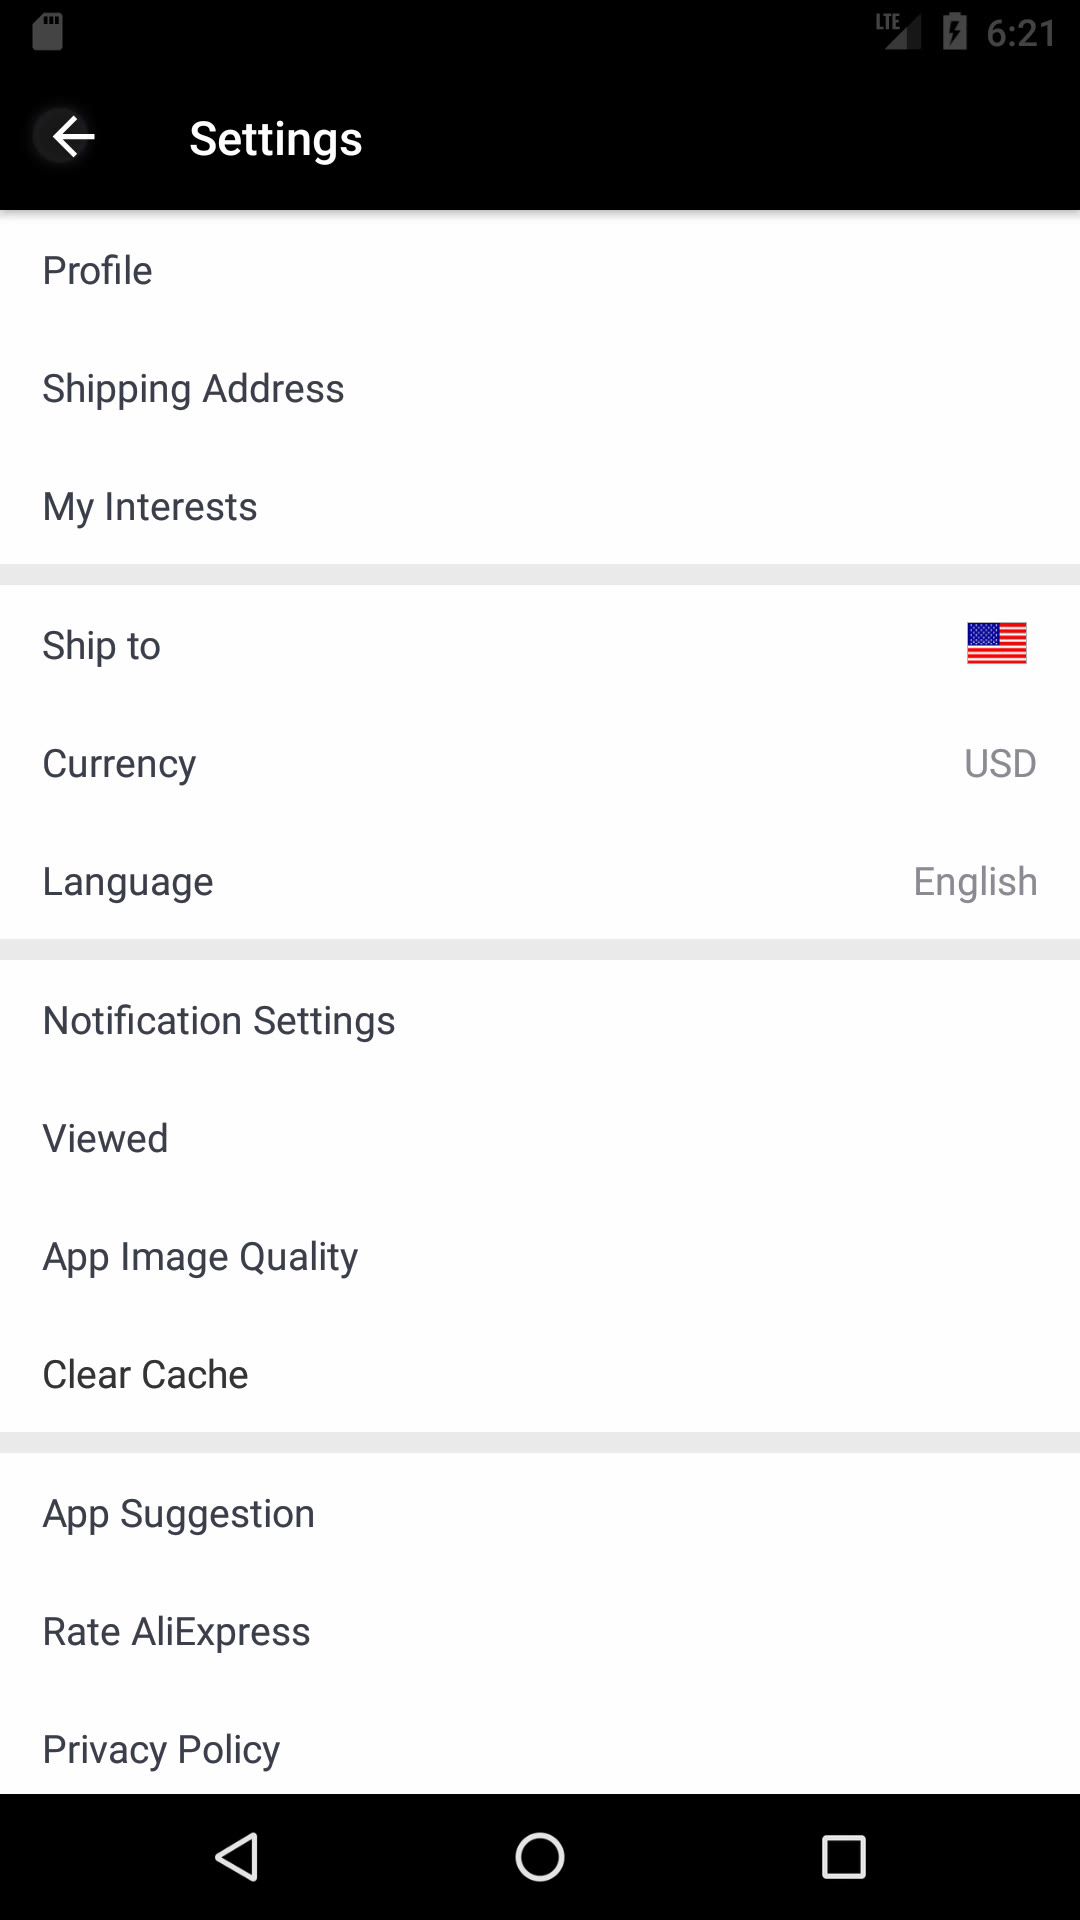 LTE 6:21
Settings
Profile
Shipping Address
My Interests
Ship to
Currency USD
Language English
Notification Settings
Viewed
App Image Quality
Clear Cache
App Suggestion
Rate AliExpress
Privacy Policy